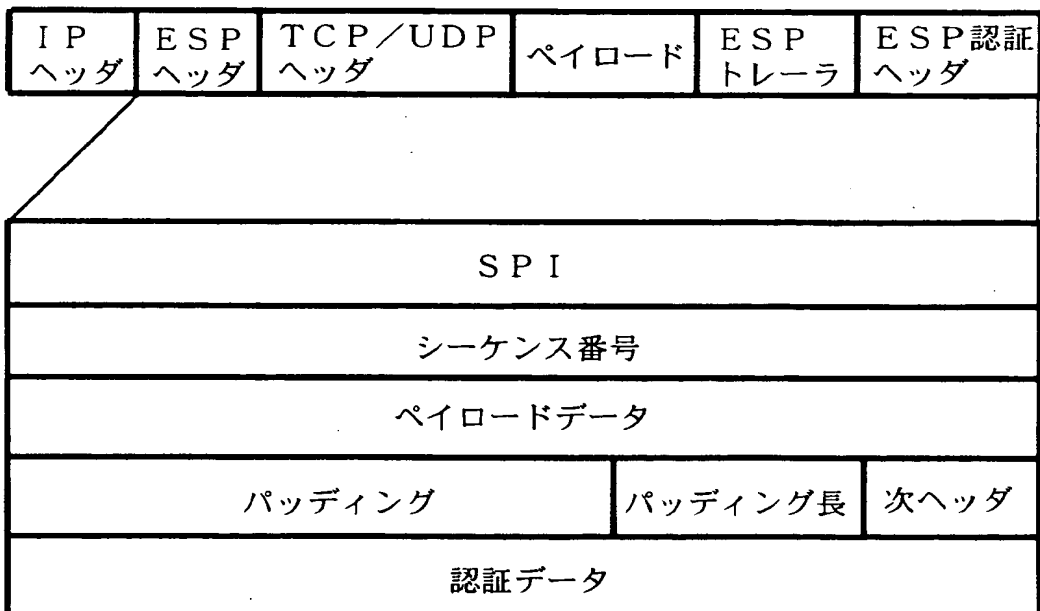 IP
ヘッダ
ESP
ヘッダ
TCP/UDP
ヘッダ
ペイロード
ESP
トレーラ
ESP認証
ヘッダ
SPI
シーケンス番号
ペイロードデータ
パッディング
パッディング長
次ヘッダ
認証データ